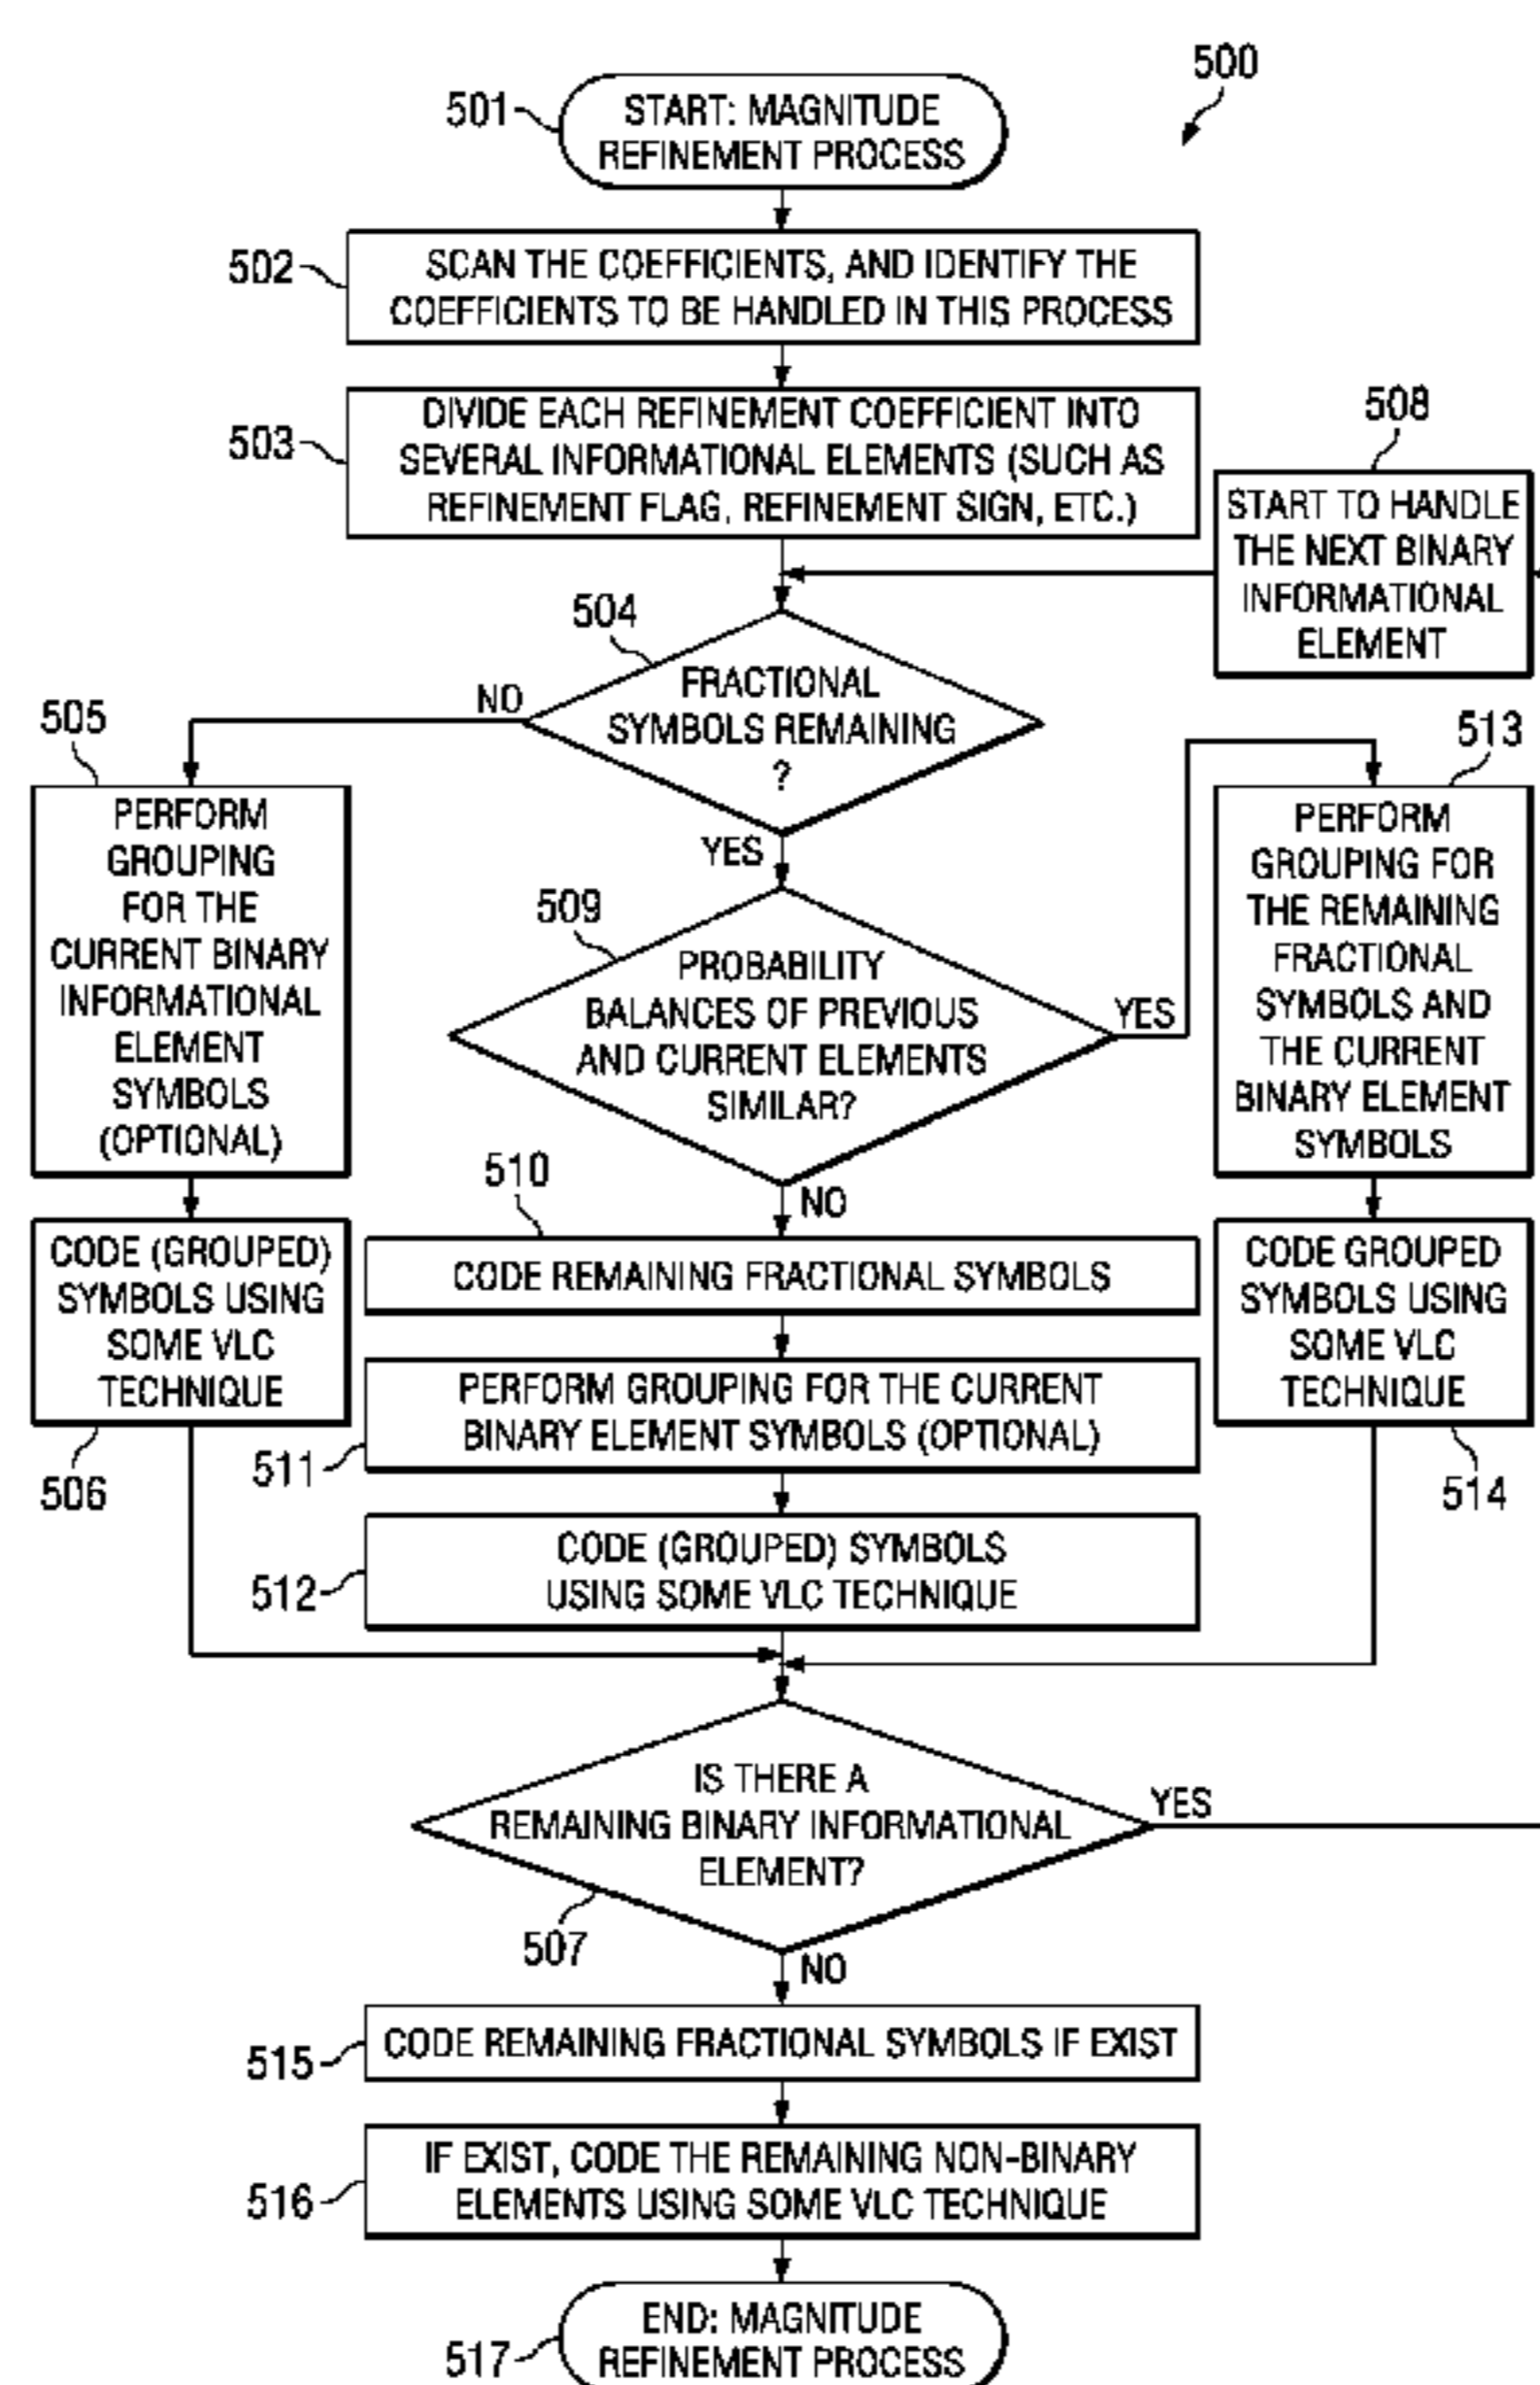 500
501
START: MAGNITUDE
REFINEMENT PROCESS
502
SCAN THE COEFFICIENTS, AND IDENTIFY THE
COEFFICIENTS TO BE HANDLED IN THIS PROCESS
503
DIVIDE EACH REFINEMENT COEFFICIENT INTO
SEVERAL INFORMATIONAL ELEMENTS (SUCH AS
REFINEMENT FLAG, REFINEMENT SIGN, ETC.)
508
START TO HANDLE
THE NEXT BINARY
INFORMATIONAL
ELEMENT
504
FRACTIONAL
SYMBOLS REMAINING
?
NO
YES
505
PERFORM
GROUPING
FOR THE
CURRENT BINARY
INFORMATIONAL
ELEMENT
SYMBOLS
(OPTIONAL)
509
PROBABILITY
BALANCES OF PREVIOUS
AND CURRENT ELEMENTS
SIMILAR?
YES
NO
513
PERFORM
GROUPING FOR
THE REMAINING
FRACTIONAL
SYMBOLS AND
THE CURRENT
BINARY ELEMENT
SYMBOLS
CODE (GROUPED)
SYMBOLS USING
SOME VLC
TECHNIQUE
506
510
CODE REMAINING FRACTIONAL SYMBOLS
PERFORM GROUPING FOR THE CURRENT
BINARY ELEMENT SYMBOLS (OPTIONAL)
511
CODE (GROUPED) SYMBOLS
USING SOME VLC TECHNIQUE
512
CODE GROUPED
SYMBOLS USING
SOME VLC
TECHNIQUE
514
IS THERE A
REMAINING BINARY INFORMATIONAL
ELEMENT?
YES
507
NO
515
CODE REMAINING FRACTIONAL SYMBOLS IF EXIST
516
IF EXIST, CODE THE REMAINING NON-BINARY
ELEMENTS USING SOME VLC TECHNIQUE
517
END: MAGNITUDE
REFINEMENT PROCESS